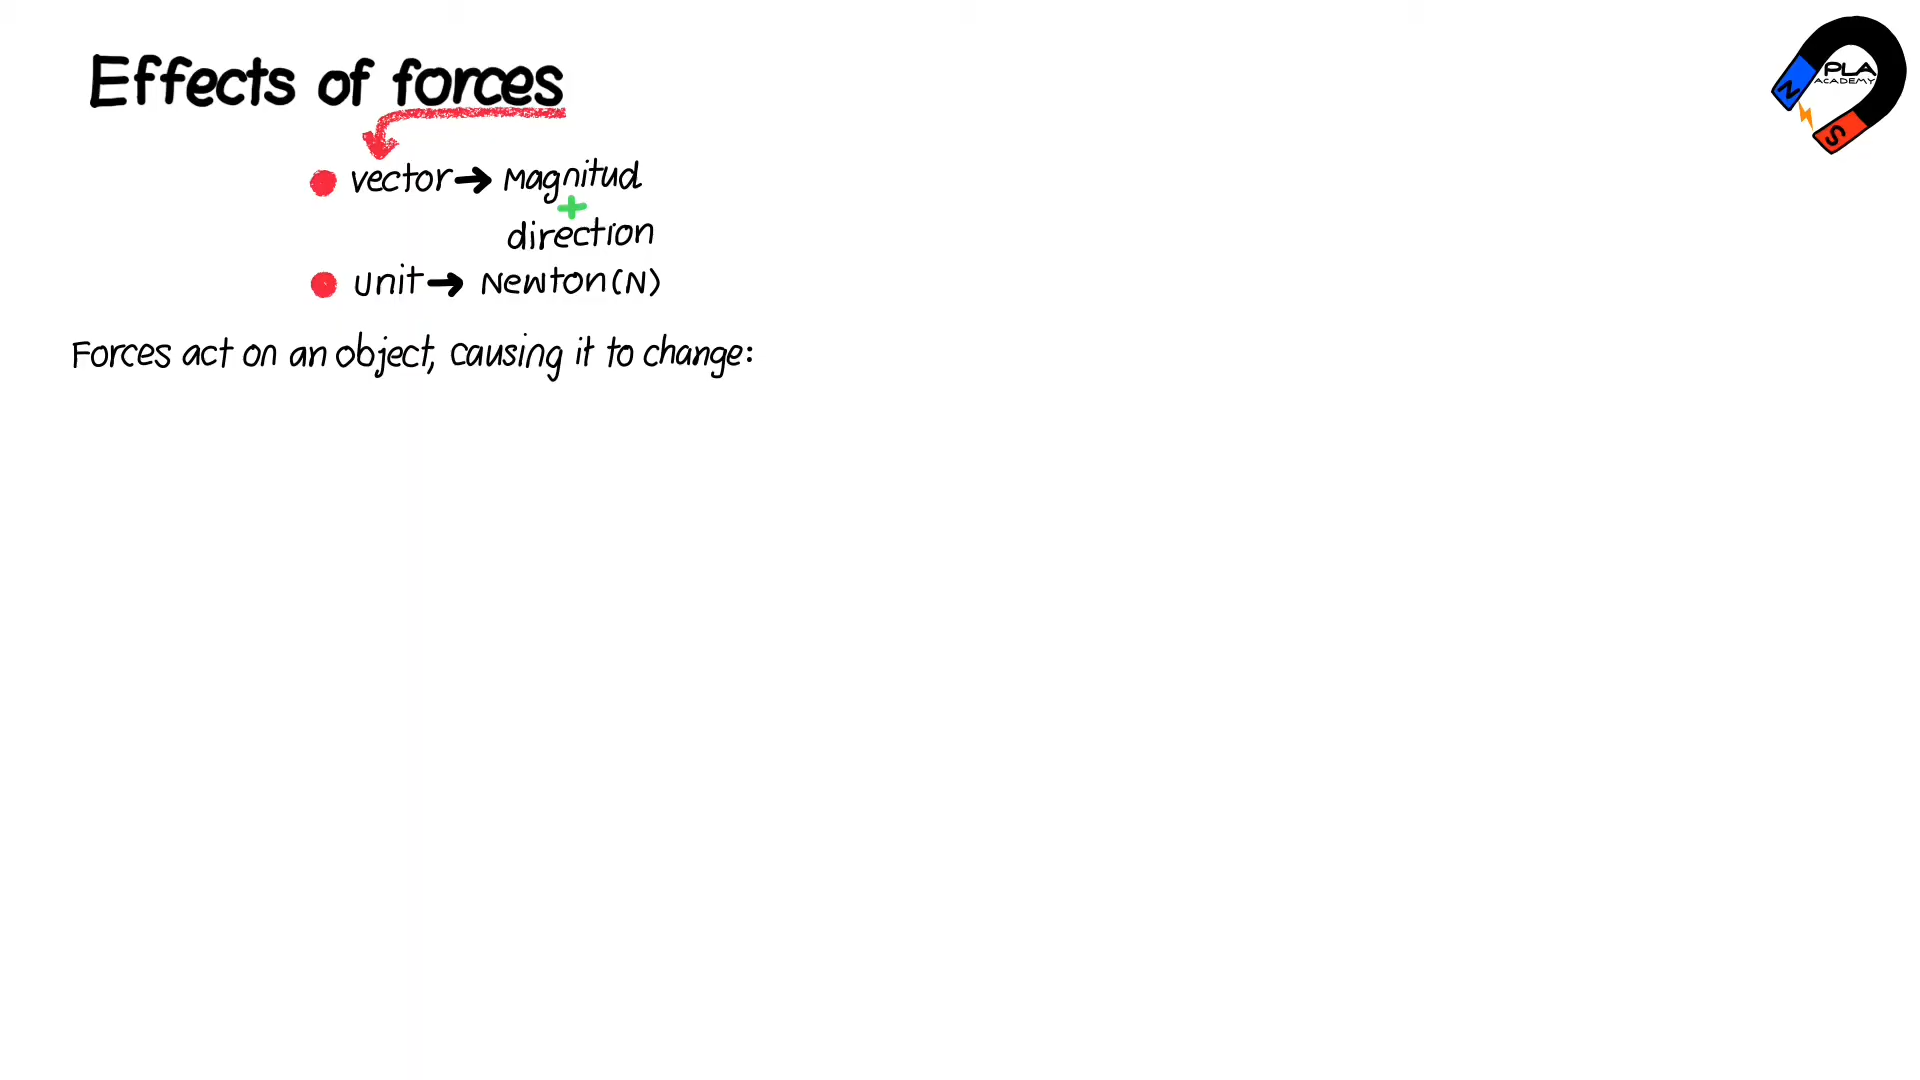 Effects of forces
PLA
ACADEMY
N
S
vector → Magnitud
+
direction
unit → Newton(N)
Forces act on an object, causing it to change: